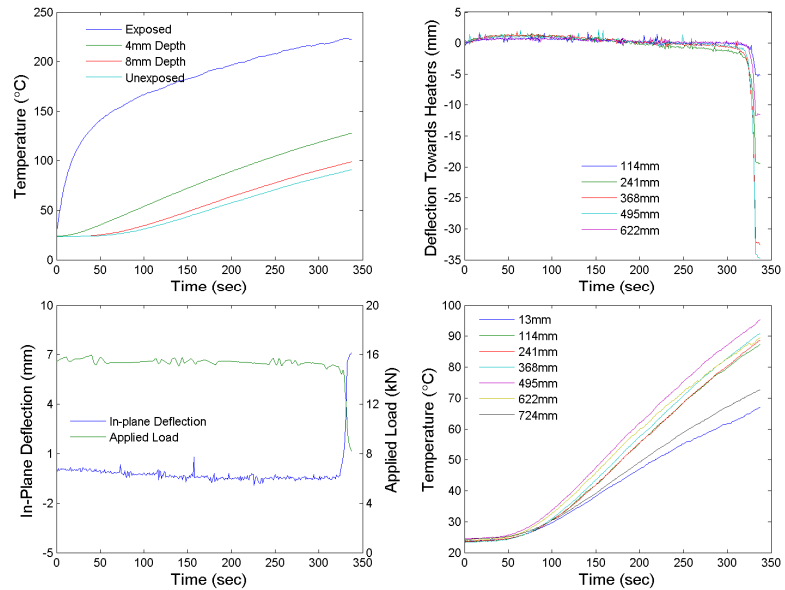 250
200
150
100
50
0
Temperature (°C)
Exposed
4mm Depth
8mm Depth
Unexposed
0 50 100 150 200 250 300 350
Time (sec)
5
0
-5
-10
-15
-20
-25
-30
-35
Deflection Towards Heaters (mm)
114mm
241mm
368mm
495mm
622mm
0 50 100 150 200 250 300 350
Time (sec)
10
7
4
1
-2
-5
In-Plane Deflection (mm)
In-plane Deflection
Applied Load
20
16
12
8
4
0
Applied Load (kN)
0 50 100 150 200 250 300 350
Time (sec)
100
90
80
70
60
50
40
30
20
Temperature (°C)
13mm
114mm
241mm
368mm
495mm
622mm
724mm
0 50 100 150 200 250 300 350
Time (sec)